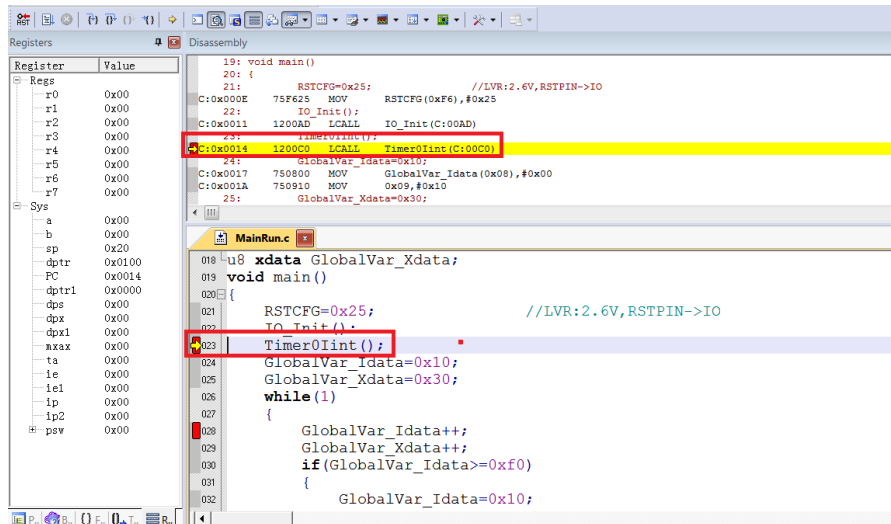 RST
Registers
Register Value
Regs
r0 0x00
r1 0x00
r2 0x00
r3 0x00
r4 0x00
r5 0x00
r6 0x00
r7 0x00
Sys
a 0x00
b 0x00
sp 0x20
dptr 0x0100
PC 0x0014
dptr1 0x0000
dps 0x00
dpx 0x00
dpx1 0x00
mxax 0x00
ta 0x00
ie 0x00
ie1 0x00
ip 0x00
ip2 0x00
psw 0x00
P.. B.. {} F.. 0.. T.. R..
Disassembly
19: void main()
20: {
21: RSTCFG=0x25; //LVR:2.6V,RSTPIN->IO
C:0x000E 75F625 MOV RSTCFG(0xF6),#0x25
22: IO_Init();
C:0x0011 1200AD LCALL IO_Init(C:00AD)
23: Timer0Iint();
C:0x0014 1200C0 LCALL Timer0Iint(C:00C0)
24: GlobalVar_Idata=0x10;
C:0x0017 750800 MOV GlobalVar_Idata(0x08),#0x00
C:0x001A 750910 MOV 0x09,#0x10
25: GlobalVar_Xdata=0x30;
MainRun.c
018 u8 xdata GlobalVar_Xdata;
019 void main()
020 {
021 RSTCFG=0x25; //LVR:2.6V,RSTPIN->IO
022 IO_Init();
023 Timer0Iint();
024 GlobalVar_Idata=0x10;
025 GlobalVar_Xdata=0x30;
026 while(1)
027 {
028 GlobalVar_Idata++;
029 GlobalVar_Xdata++;
030 if(GlobalVar_Idata>=0xf0)
031 {
032 GlobalVar_Idata=0x10;